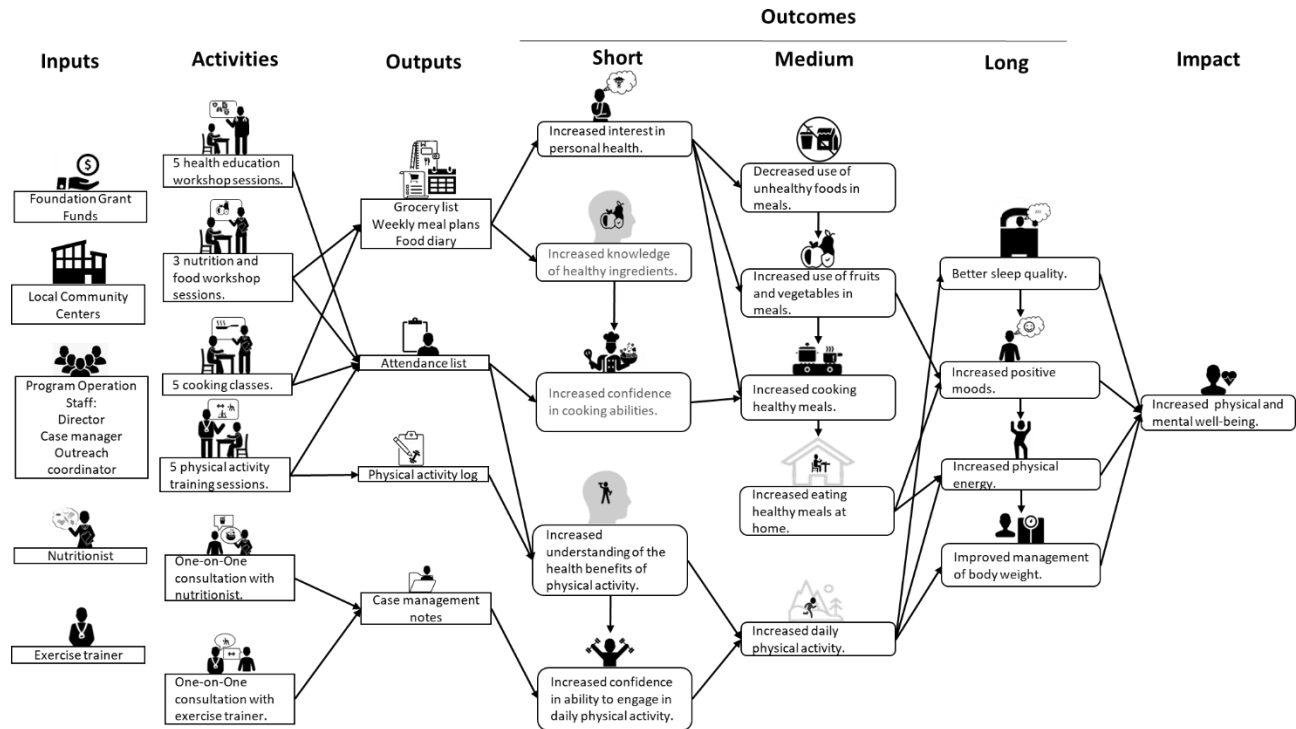 Outcomes
Inputs
Activities
Outputs
Short
Medium
Long
Impact
Foundation Grant
Funds
Local Community
Centers
Program Operation
Staff:
Director
Case manager
Outreach
coordinator
Nutritionist
Exercise trainer
5 health education
workshop sessions.
3 nutrition and
food workshop
sessions.
5 cooking classes.
5 physical activity
training sessions.
One-on-One
consultation with
nutritionist.
One-on-One
consultation with
exercise trainer.
Grocery list
Weekly meal plans
Food diary
Attendance list
Physical activity log
Case management
notes
Increased interest in
personal health.
Increased knowledge
of healthy ingredients.
Increased confidence
in cooking abilities.
Increased
understanding of the
health benefits of
physical activity.
Increased confidence
in ability to engage in
daily physical activity.
Decreased use of
unhealthy foods in
meals.
Increased use of fruits
and vegetables in
meals.
Increased cooking
healthy meals.
Increased eating
healthy meals at
home.
Increased daily
physical activity.
Better sleep quality.
Increased positive
moods.
Increased physical
energy.
Improved management
of body weight.
Increased physical and
mental well-being.